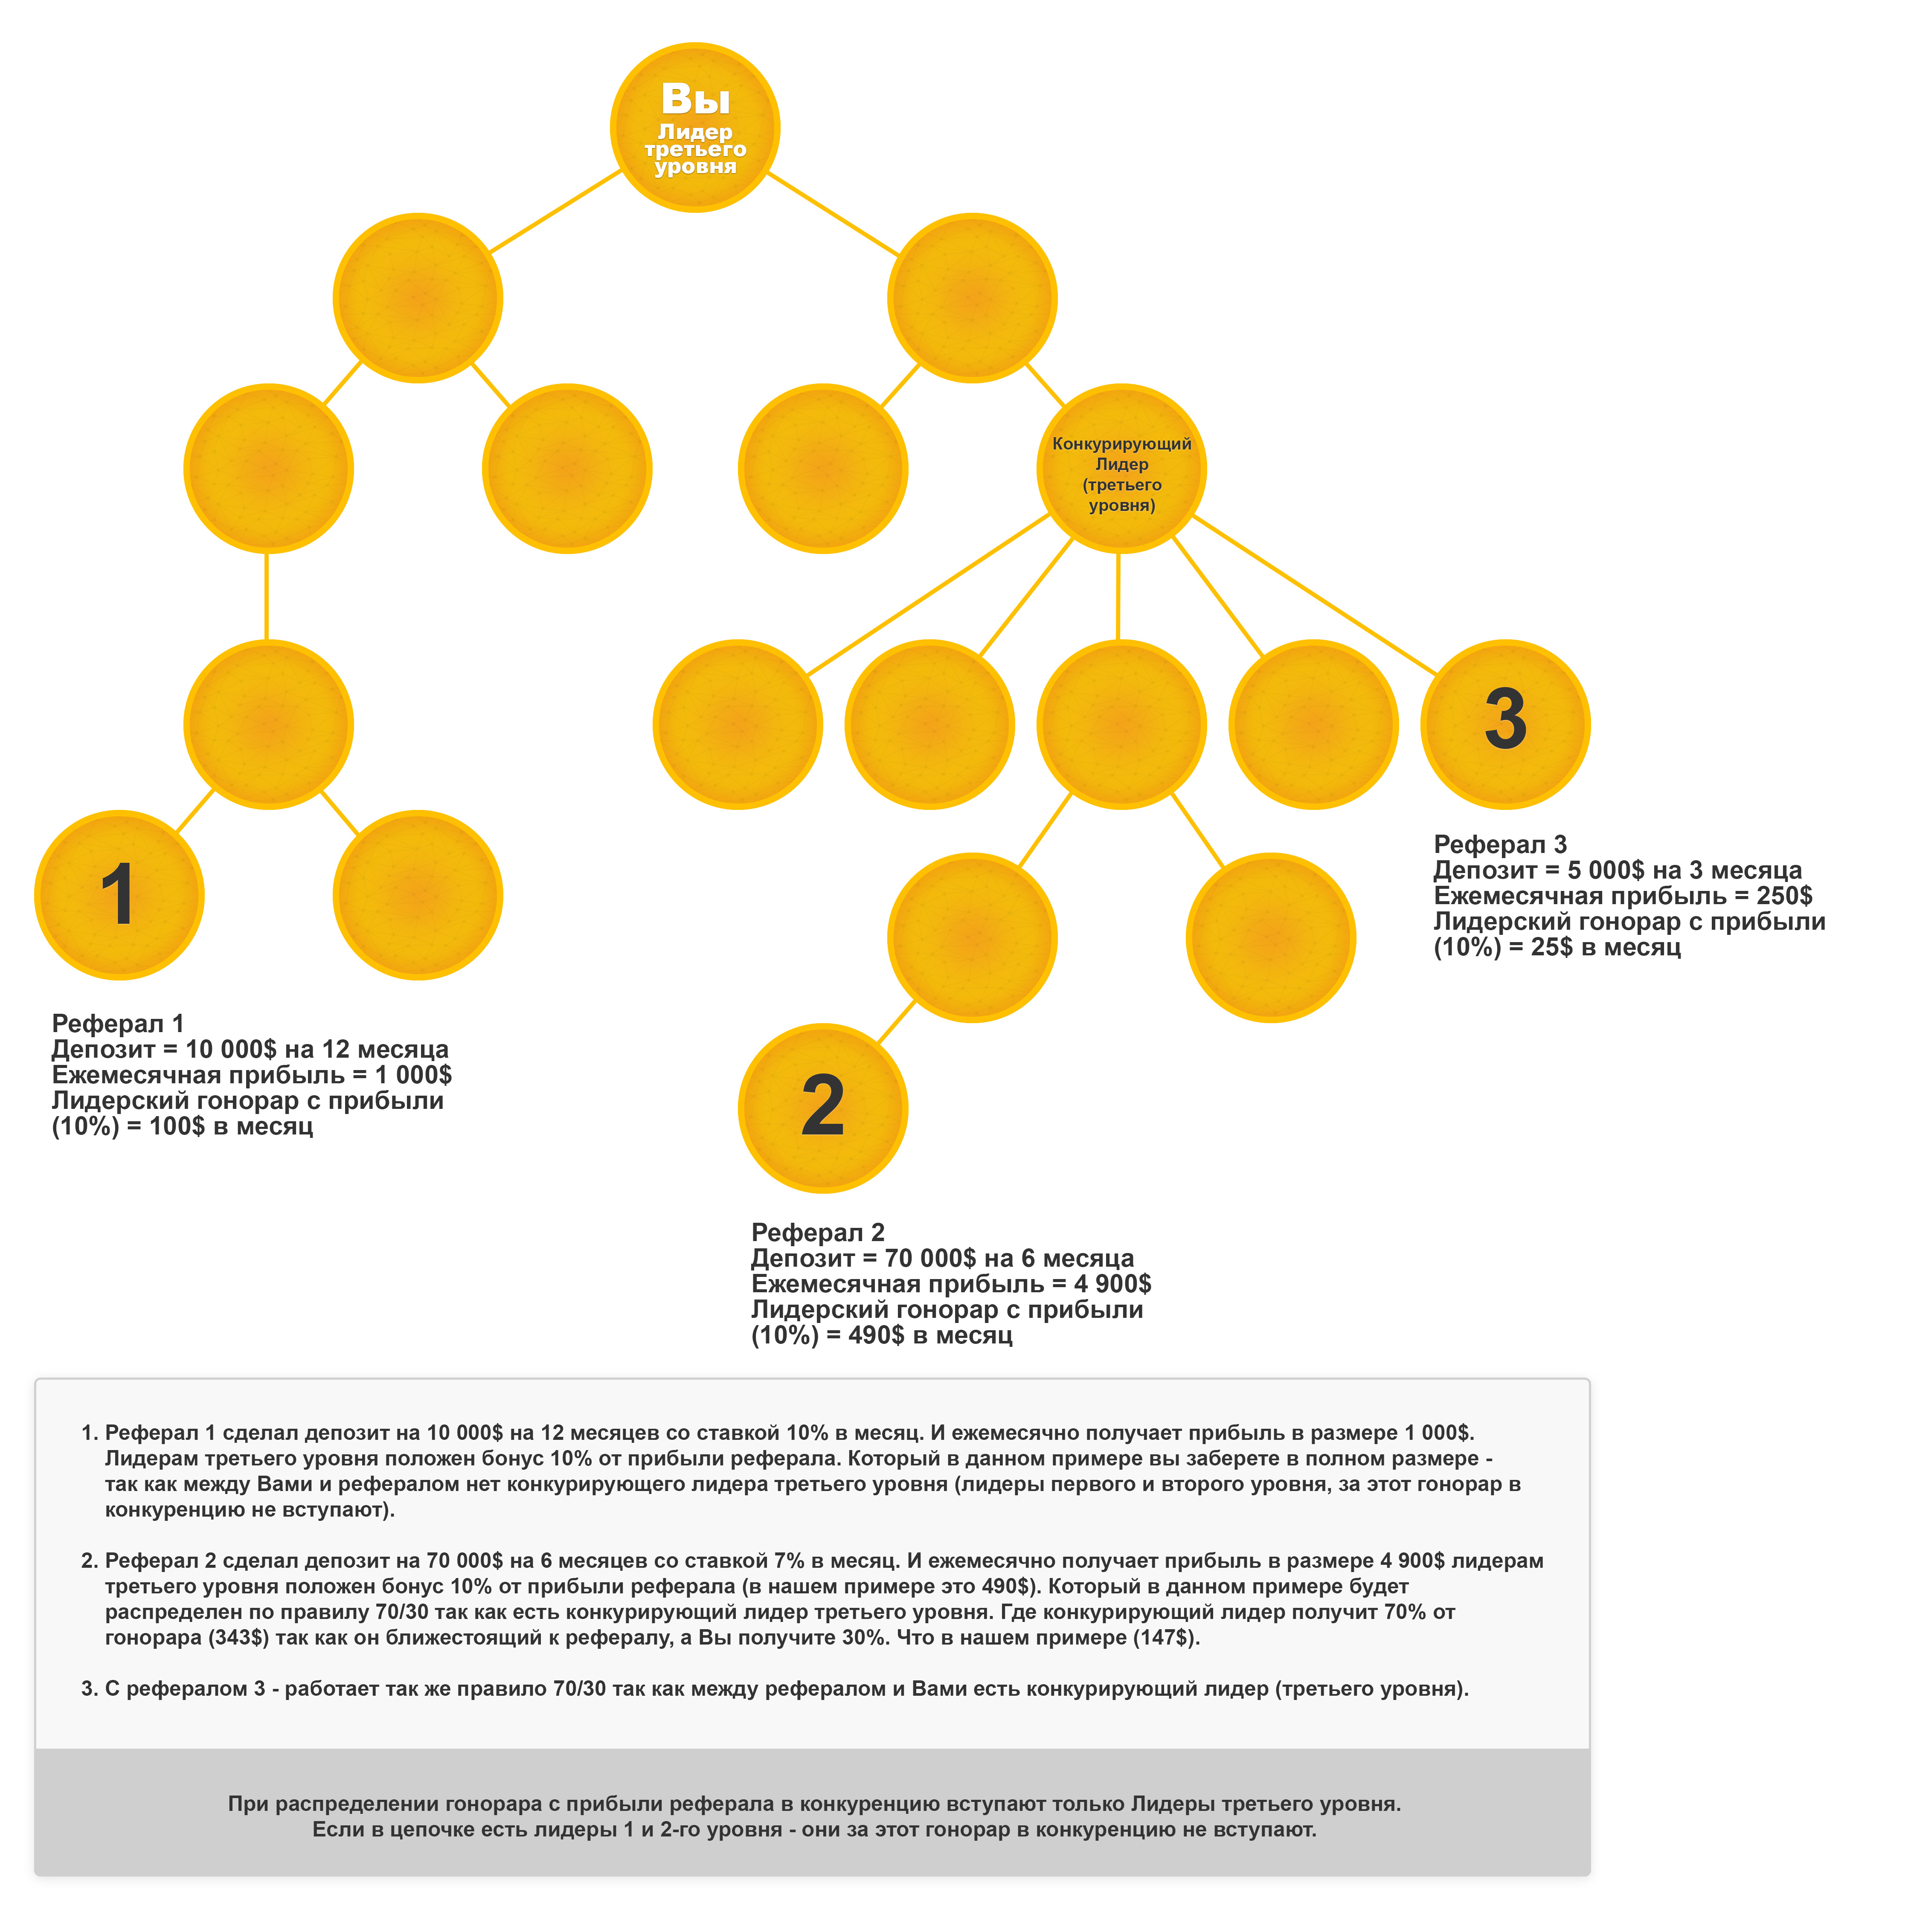 Вы
Лидер
третьего
уровня
Конкурирующий
Лидер
(третьего
уровня)
3
Реферал 3
Депозит = 5 000$ на 3 месяца
Ежемесячная прибыль = 250$
Лидерский гонорар с прибыли
(10%) = 25$ в месяц
1
Реферал 1
Депозит = 10 000$ на 12 месяца
Ежемесячная прибыль = 1 000$
Лидерский гонорар с прибыли
(10%) = 100$ в месяц
2
Реферал 2
Депозит = 70 000$ на 6 месяца
Ежемесячная прибыль = 4 900$
Лидерский гонорар с прибыли
(10%) = 490$ в месяц
1. Реферал 1 сделал депозит на 10 000$ на 12 месяцев со ставкой 10% в месяц. И ежемесячно получает прибыль в размере 1 000$.
Лидерам третьего уровня положен бонус 10% от прибыли реферала. Который в данном примере вы заберете в полном размере -
так как между Вами и рефералом нет конкурирующего лидера третьего уровня (лидеры первого и второго уровня, за этот гонорар в
конкуренцию не вступают).
2. Реферал 2 сделал депозит на 70 000$ на 6 месяцев со ставкой 7% в месяц. И ежемесячно получает прибыль в размере 4 900$ лидерам
третьего уровня положен бонус 10% от прибыли реферала (в нашем примере это 490$). Который в данном примере будет
распределен по правилу 70/30 так как есть конкурирующий лидер третьего уровня. Где конкурирующий лидер получит 70% от
гонорара (343$) так как он ближестоящий к рефералу, а Вы получите 30%. Что в нашем примере (147$).
3. С рефералом 3 - работает так же правило 70/30 так как между рефералом и Вами есть конкурирующий лидер (третьего уровня).
При распределении гонорара с прибыли реферала в конкуренцию вступают только Лидеры третьего уровня.
Если в цепочке есть лидеры 1 и 2-го уровня - они за этот гонорар в конкуренцию не вступают.